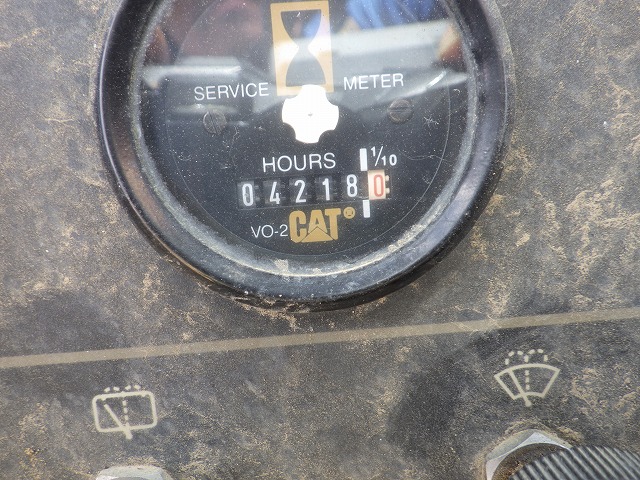 SERVICE METER
HOURS 1/10
042180
VO-2 CAT®